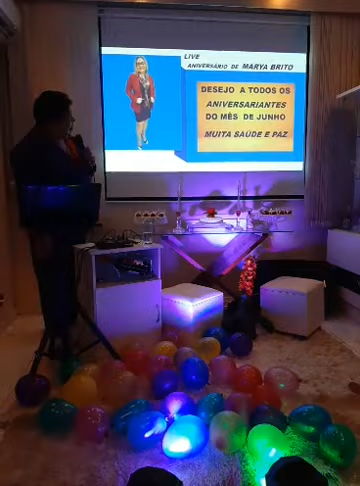 LIVE
ANIVERSÁRIO DE MARYA BRITO
DESEJO A TODOS OS
ANIVERSARIANTES
DO MÊS DE JUNHO
MUITA SAÚDE E PAZ